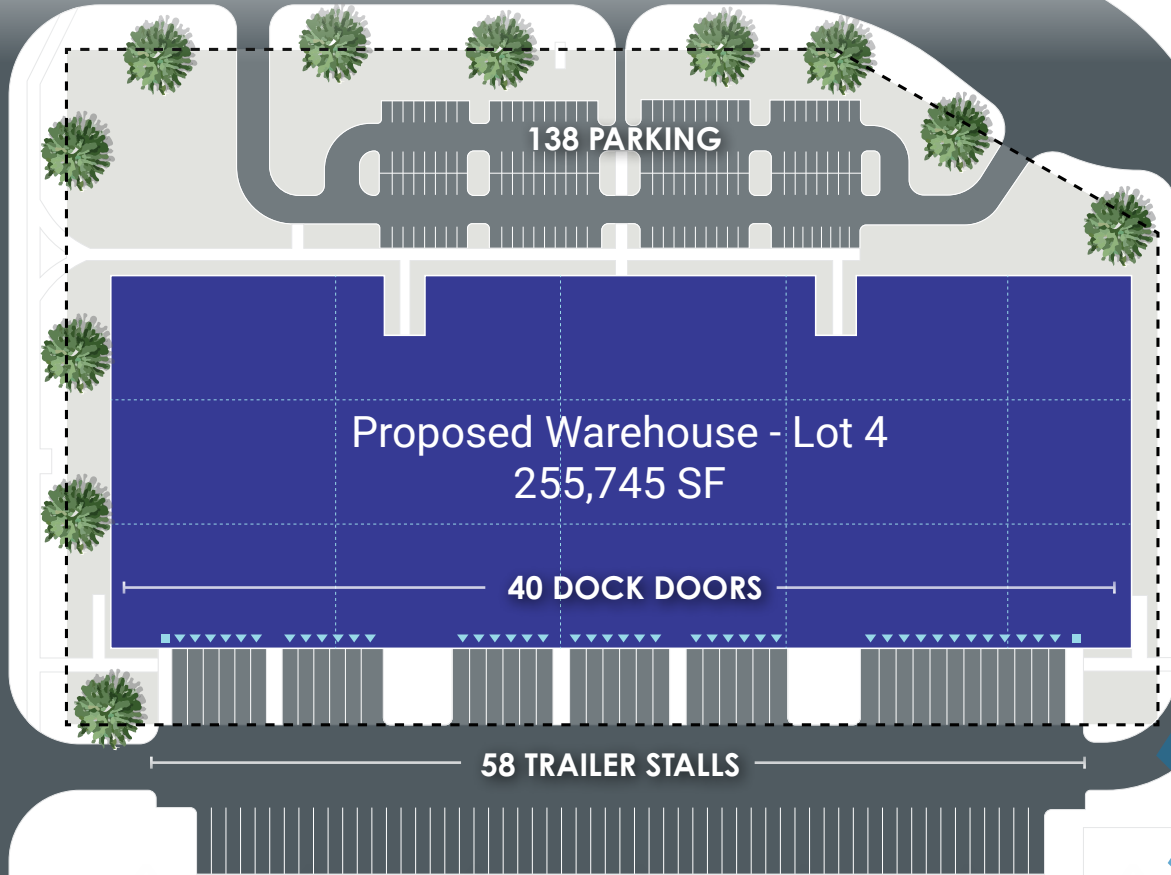 138 PARKING
Proposed Warehouse - Lot 4
255,745 SF
40 DOCK DOORS
58 TRAILER STALLS